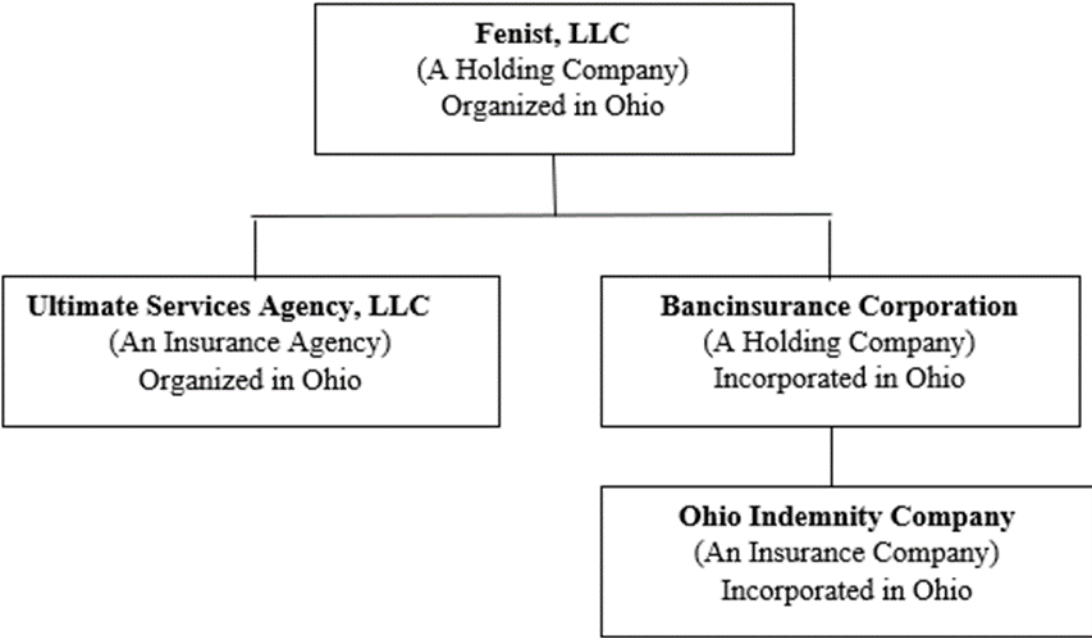 Fenist, LLC
(A Holding Company)
Organized in Ohio
Ultimate Services Agency, LLC
(An Insurance Agency)
Organized in Ohio
Bancinsurance Corporation
(A Holding Company)
Incorporated in Ohio
Ohio Indemnity Company
(An Insurance Company)
Incorporated in Ohio